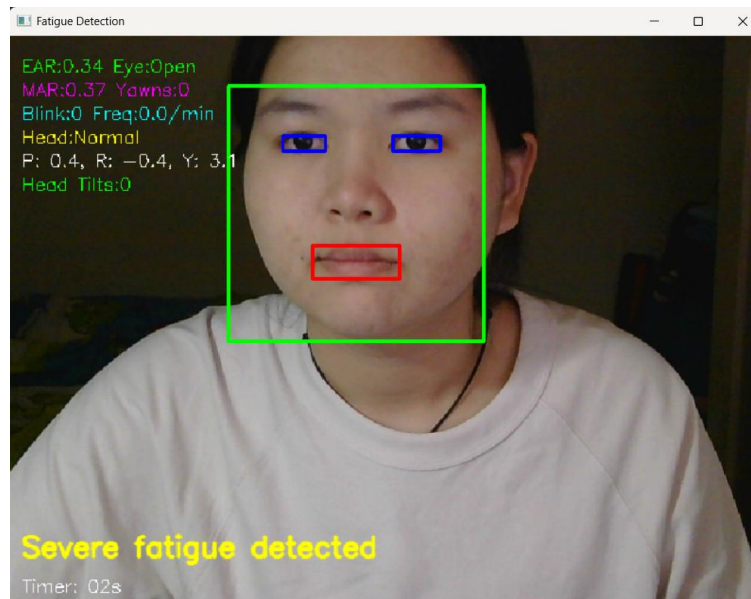 Fatigue Detection
EAR:0.34 Eye:Open
MAR:0.37 Yawns:0
Blink:0 Freq:0.0/min
Head:Normal
P: 0.4, R: −0.4, Y: 3.1
Head Tilts:0
Severe fatigue detected
Timer: 02s